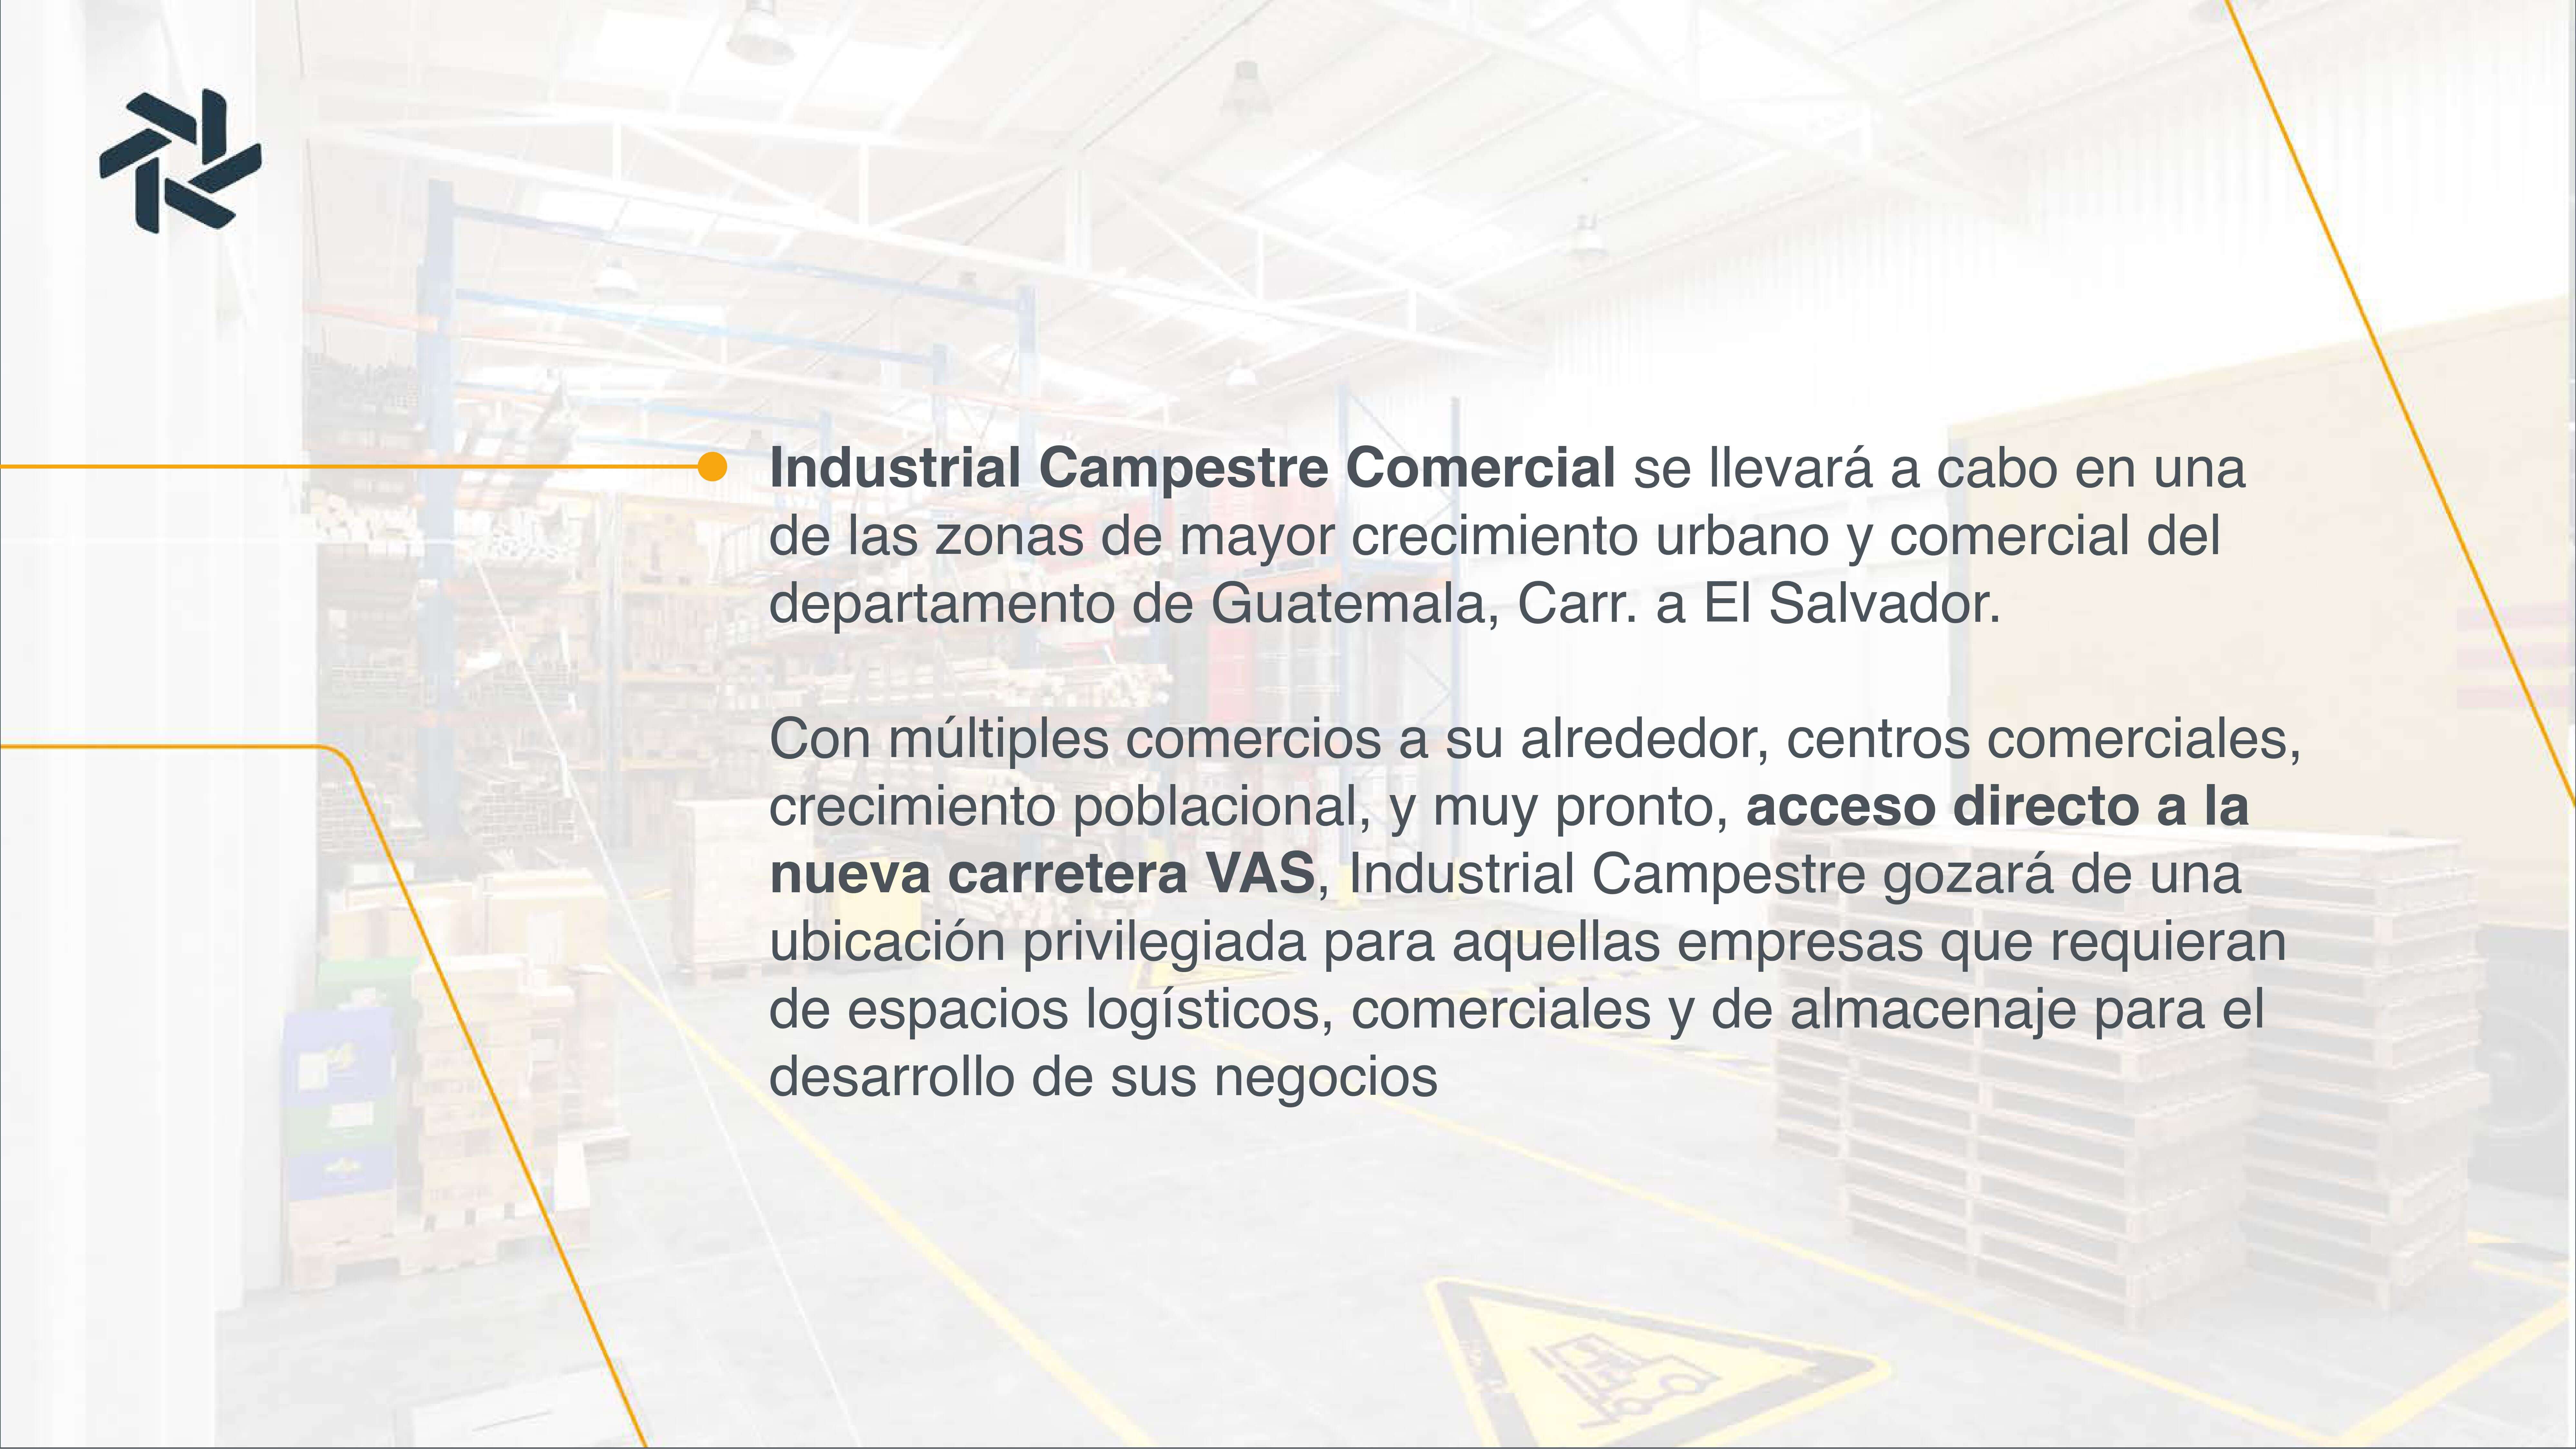 Industrial Campestre Comercial se llevará a cabo en una
de las zonas de mayor crecimiento urbano y comercial del
departamento de Guatemala, Carr. a El Salvador.
Con múltiples comercios a su alrededor, centros comerciales,
crecimiento poblacional, y muy pronto, acceso directo a la
nueva carretera VAS, Industrial Campestre gozará de una
ubicación privilegiada para aquellas empresas que requieran
de espacios logísticos, comerciales y de almacenaje para el
desarrollo de sus negocios